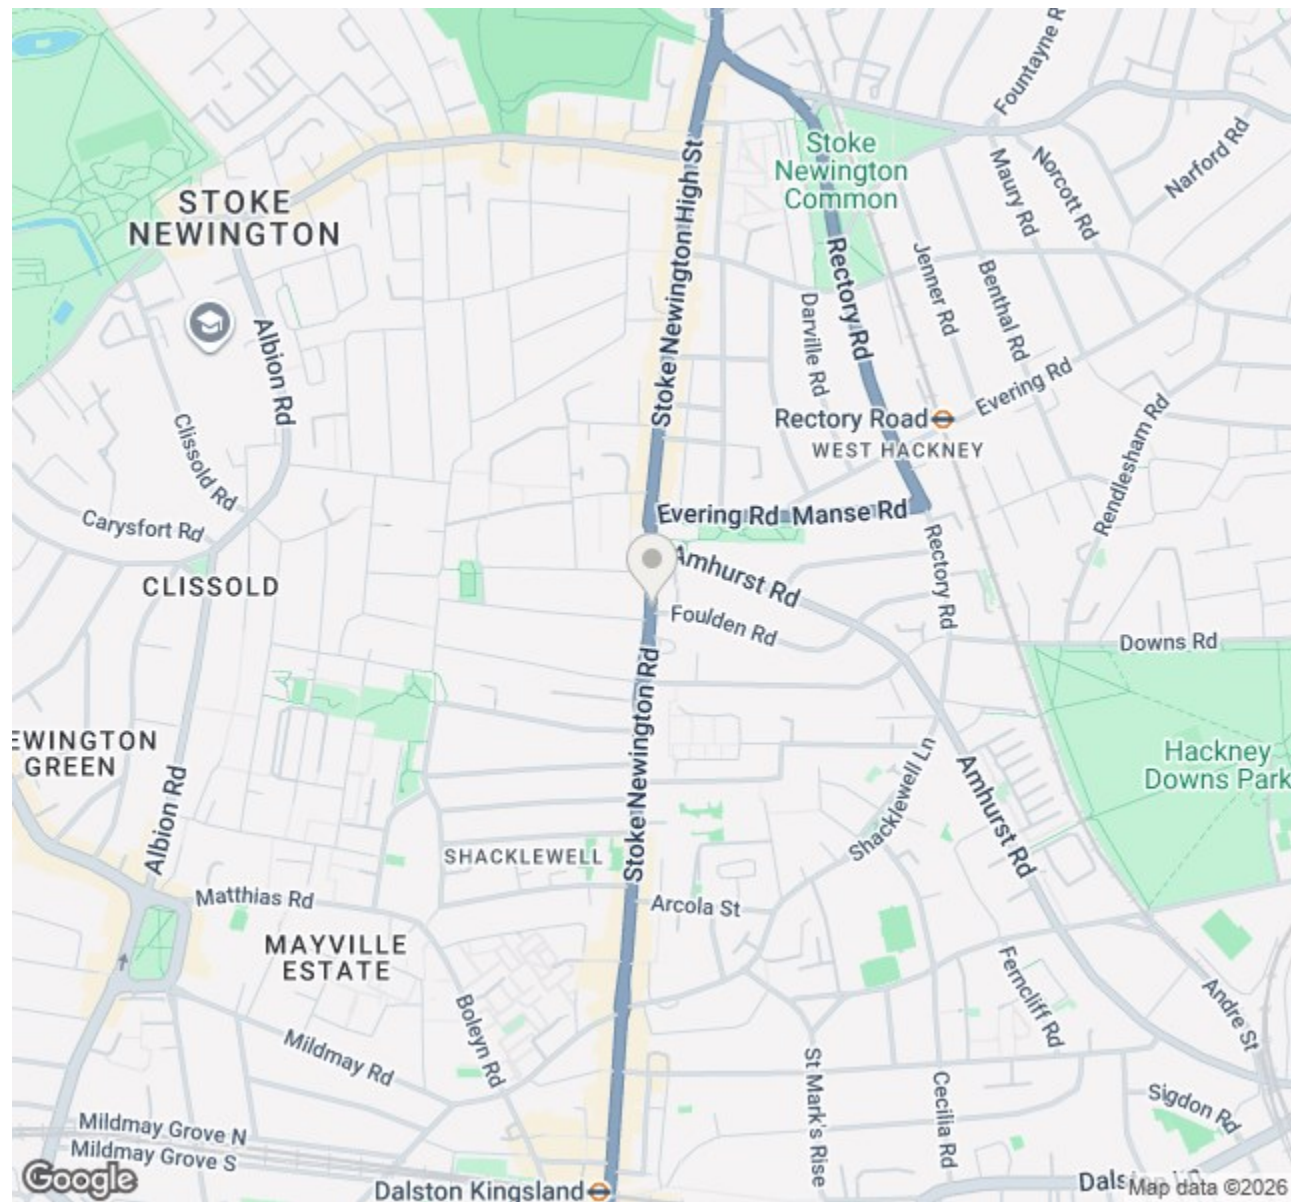 Fountayne R
Stoke
Newington
Common
Stoke Newington High St
Maury Rd
Norcott Rd
Narford Rd
STOKE
NEWINGTON
Rectory Rd
Jenner Rd
Benthal Rd
Darville Rd
Albion Rd
Clissold Rd
Rectory Road
Evering Rd
WEST HACKNEY
Rendlesham Rd
Carysfort Rd
Evering Rd
Manse Rd
Rectory Rd
Amhurst Rd
CLISSOLD
Foulden Rd
Downs Rd
Stoke Newington Rd
EWINGTON
GREEN
Hackney
Downs Park
Albion Rd
Shacklewell Ln
Amhurst Rd
SHACKLEWELL
Matthias Rd
Arcola St
MAYVILLE
ESTATE
Boleyn Rd
Ferncliff Rd
Andre St
Mildmay Rd
St Mark's Rise
Cecilia Rd
Sigdon Rd
Mildmay Grove N
Mildmay Grove S
Google
Dalston Kingsland
Map data ©2026